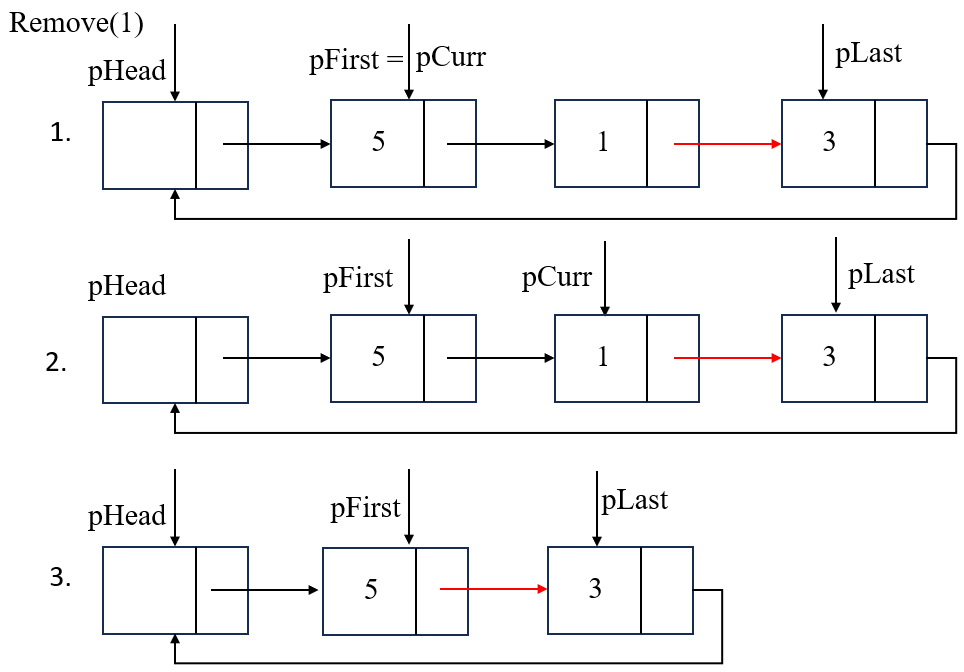 Remove(1)
pHead
pFirst = pCurr
pLast
1.
5
1
3
pHead
pFirst
pCurr
pLast
2.
5
1
3
pHead
pFirst
pLast
3.
5
3